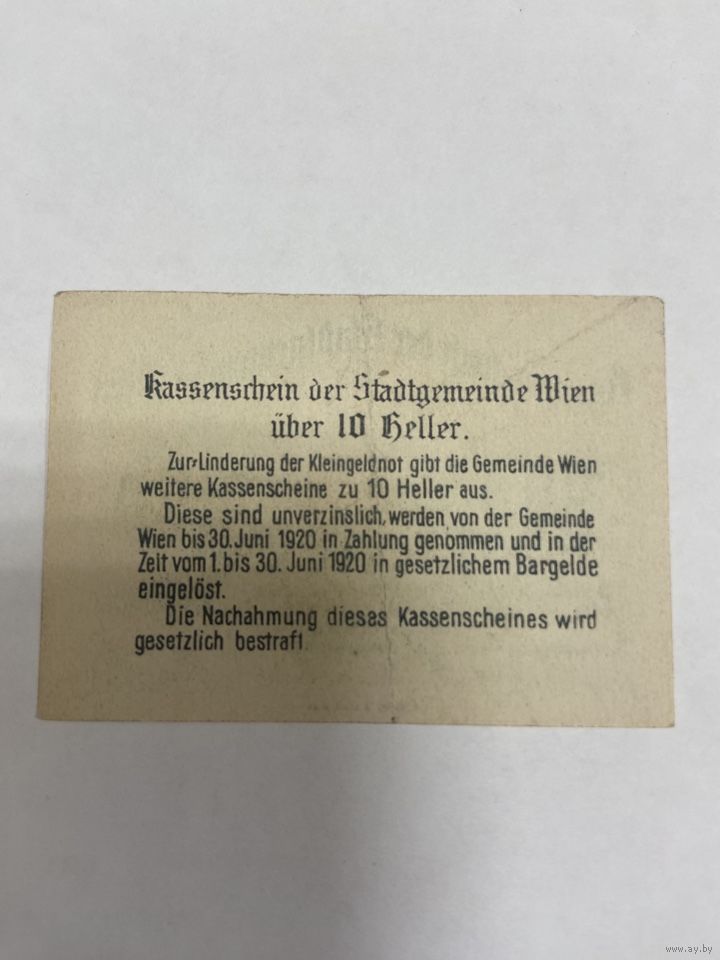 Kassenschein der Stadtgemeinde Wien
über 10 Heller.
Zur Linderung der Kleingeldnot gibt die Gemeinde Wien
weitere Kassenscheine zu 10 Heller aus.
Diese sind unverzinslich, werden von der Gemeinde
Wien bis 30. Juni 1920 in Zahlung genommen und in der
Zeit vom 1. bis 30. Juni 1920 in gesetzlichem Bargelde
eingelöst.
Die Nachahmung dieses Kassenscheines wird
gesetzlich bestraft
www.ay.by